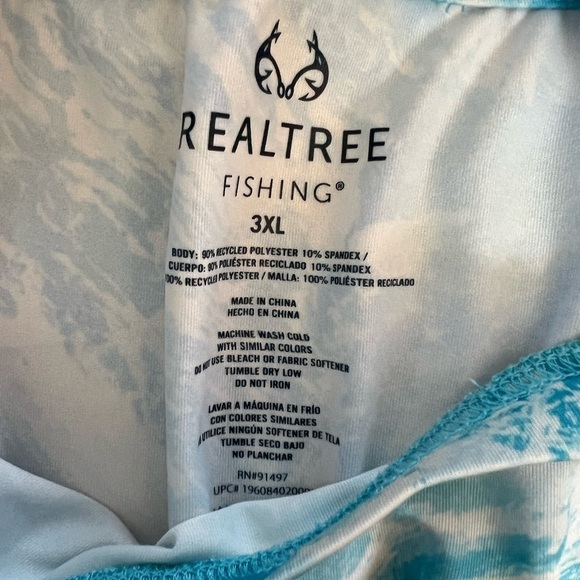 REALTREE
FISHING®
3XL
BODY: 90% RECYCLED POLYESTER 10% SPANDEX /
CUERPO: 90% POLIÉSTER RECICLADO 10% SPANDEX
100% RECYCLED POLYESTER / MALLA: 100% POLIÉSTER RECICLADO
MADE IN CHINA
HECHO EN CHINA
MACHINE WASH COLD
WITH SIMILAR COLORS
DO NOT USE BLEACH OR FABRIC SOFTENER
TUMBLE DRY LOW
DO NOT IRON
LAVAR A MÁQUINA EN FRÍO
CON COLORES SIMILARES
UTILICE NINGÚN SOFTENER DE TELA
TUMBLE SECO BAJO
NO PLANCHAR
RN#91497
UPC# 1960840200